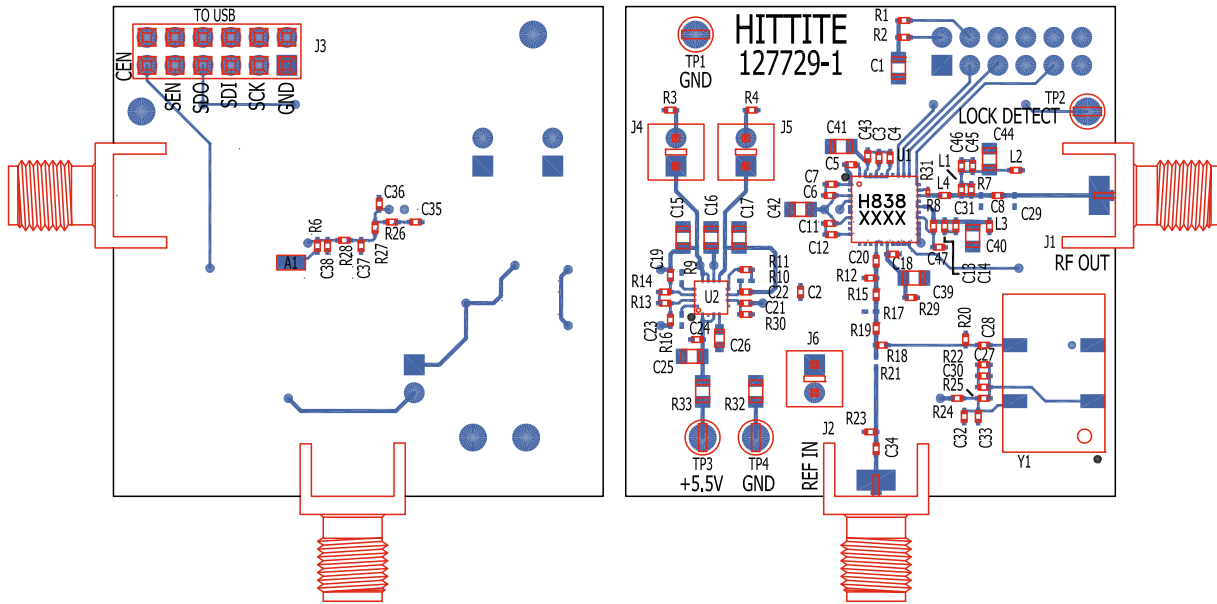 TO USB
J3
CEN
SEN
SDO
SDI
SCK
GND
C36
C35
R26
R6
C38
R28
C37
R27
A1
HITTITE
127729-1
TP1
GND
R1
R2
C1
TP2
LOCK DETECT
R3
R4
J4
J5
C41
C43
C3
C4
U1
C46
C45
C44
L1
L2
C5
C7
C6
R31
L4
R7
H838
XXXX
C42
C11
C12
R8
C31
C8
C29
L3
C40
J1
RF OUT
C15
C16
C17
C20
C18
C47
C13
C14
C19
R9
R11
R10
R14
R13
U2
C22
C21
R30
C2
R12
R15
C39
R29
R17
C23
R16
C24
C26
C25
J6
R19
R18
R21
R20
C28
R22
C27
C30
R25
R24
C32
C33
R33
R32
R23
J2
C34
REF IN
Y1
TP3
+5.5V
TP4
GND